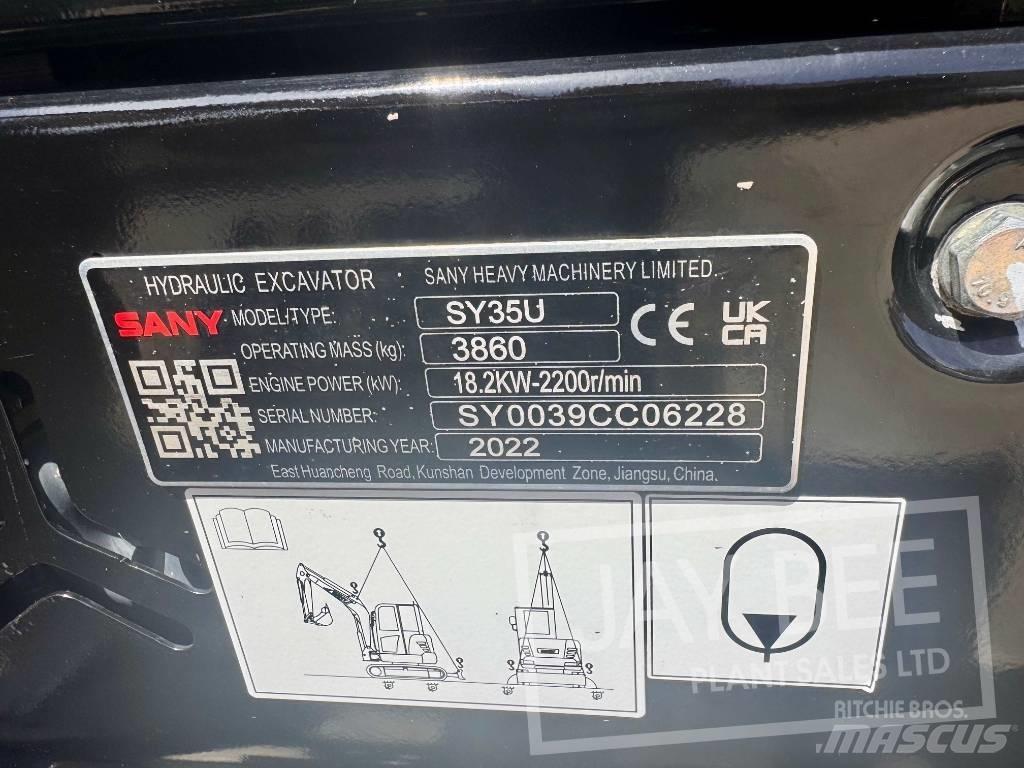 HYDRAULIC EXCAVATOR SANY HEAVY MACHINERY LIMITED.
SANY MODEL/TYPE: SY35U CE UK CA
OPERATING MASS (kg): 3860
ENGINE POWER (kW): 18.2KW-2200r/min
SERIAL NUMBER: SY0039CC06228
MANUFACTURING YEAR: 2022
East Huancheng Road, Kunshan Development Zone, Jiangsu, China.
JAY BEE
PLANT SALES LTD
RITCHIE BROS.
MASCUS